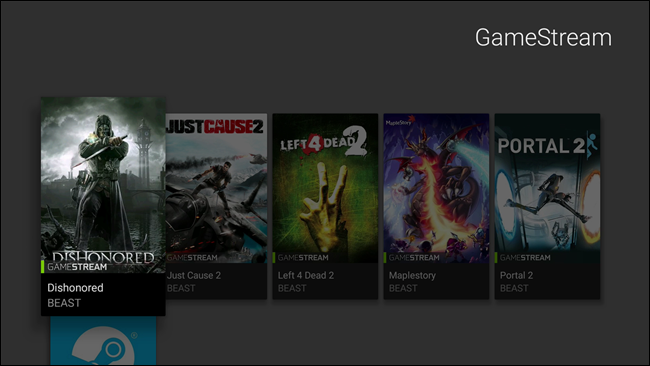 GameStream
DISHONORED
GAMESTREAM
Dishonored
BEAST
JUST CAUSE 2
GAMESTREAM
Just Cause 2
BEAST
LEFT 4 DEAD 2
GAMESTREAM
Left 4 Dead 2
BEAST
MapleStory
GAMESTREAM
Maplestory
BEAST
PORTAL 2
GAMESTREAM
Portal 2
BEAST
®